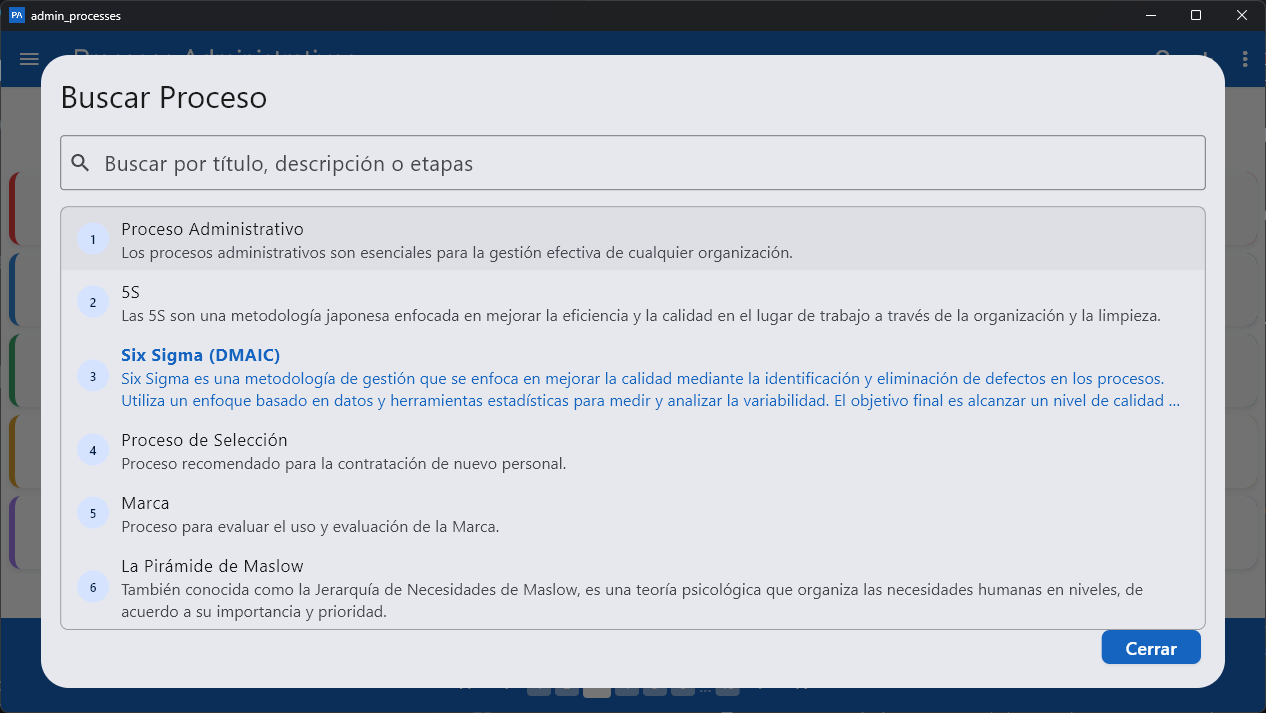 PA admin_processes
Buscar Proceso
Buscar por título, descripción o etapas
1
Proceso Administrativo
Los procesos administrativos son esenciales para la gestión efectiva de cualquier organización.
2
5S
Las 5S son una metodología japonesa enfocada en mejorar la eficiencia y la calidad en el lugar de trabajo a través de la organización y la limpieza.
3
Six Sigma (DMAIC)
Six Sigma es una metodología de gestión que se enfoca en mejorar la calidad mediante la identificación y eliminación de defectos en los procesos.
Utiliza un enfoque basado en datos y herramientas estadísticas para medir y analizar la variabilidad. El objetivo final es alcanzar un nivel de calidad ...
4
Proceso de Selección
Proceso recomendado para la contratación de nuevo personal.
5
Marca
Proceso para evaluar el uso y evaluación de la Marca.
6
La Pirámide de Maslow
También conocida como la Jerarquía de Necesidades de Maslow, es una teoría psicológica que organiza las necesidades humanas en niveles, de
acuerdo a su importancia y prioridad.
Cerrar